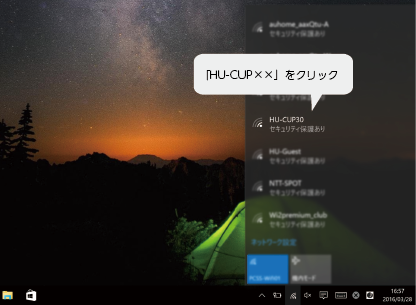 auhome_aaxQtu-A
セキュリティ保護あり
「HU-CUP××」をクリック
HU-CUP30
セキュリティ保護あり
HU-Guest
セキュリティ保護あり
NTT-SPOT
セキュリティ保護あり
Wi2premium_club
セキュリティ保護あり
ネットワーク設定
機内モード
16:57
2016/03/28